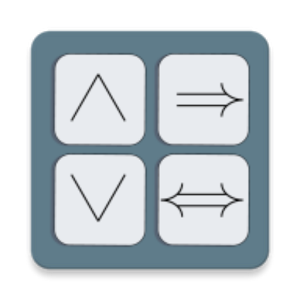 ∧ ⇒
∨ ⇔